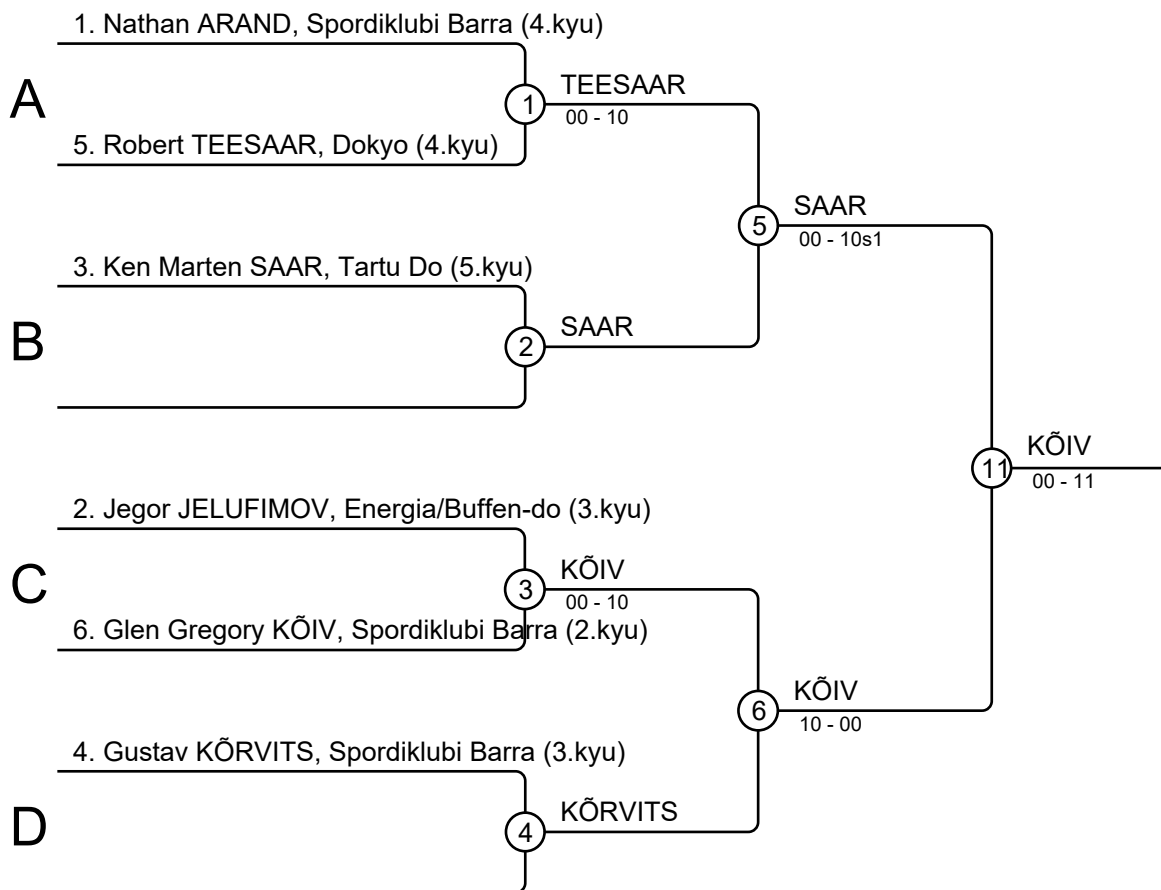 1. Nathan ARAND, Spordiklubi Barra (4.kyu)
A
1
TEESAAR
00 - 10
5. Robert TEESAAR, Dokyo (4.kyu)
5
SAAR
00 - 10s1
3. Ken Marten SAAR, Tartu Do (5.kyu)
B
2
SAAR
11
KÕIV
00 - 11
2. Jegor JELUFIMOV, Energia/Buffen-do (3.kyu)
C
3
KÕIV
00 - 10
6. Glen Gregory KÕIV, Spordiklubi Barra (2.kyu)
6
KÕIV
10 - 00
4. Gustav KÕRVITS, Spordiklubi Barra (3.kyu)
D
4
KÕRVITS